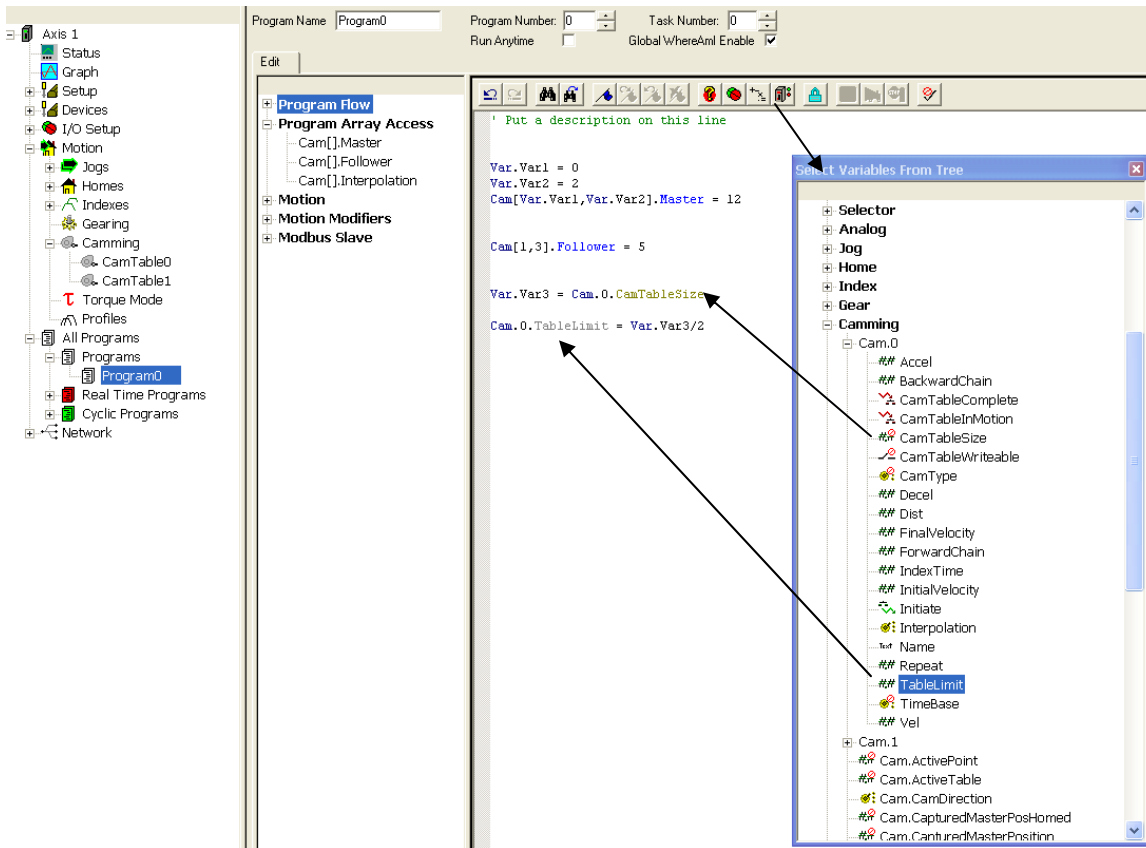 Axis 1
Status
Graph
Setup
Devices
I/O Setup
Motion
Jogs
Homes
Indexes
Gearing
Camming
CamTable0
CamTable1
Torque Mode
Profiles
All Programs
Programs
Program0
Real Time Programs
Cyclic Programs
Network
Program Name Program0 Program Number: 0 Task Number: 0
Run Anytime Global WhereAmI Enable
Edit
Program Flow
Program Array Access
Cam[].Master
Cam[].Follower
Cam[].Interpolation
Motion
Motion Modifiers
Modbus Slave
' Put a description on this line
Var.Var1 = 0
Var.Var2 = 2
Cam[Var.Var1,Var.Var2].Master = 12
Cam[1,3].Follower = 5
Var.Var3 = Cam.0.CamTableSize
Cam.0.TableLimit = Var.Var3/2
Select Variables From Tree
Selector
Analog
Jog
Home
Index
Gear
Camming
Cam.0
#.# Accel
#.# BackwardChain
CamTableComplete
CamTableInMotion
#.# CamTableSize
CamTableWriteable
CamType
#.# Decel
#.# Dist
#.# FinalVelocity
#.# ForwardChain
#.# IndexTime
#.# InitialVelocity
Initiate
Interpolation
Text Name
#.# Repeat
#.# TableLimit
TimeBase
#.# Vel
Cam.1
#.# Cam.ActivePoint
#.# Cam.ActiveTable
Cam.CamDirection
#.# Cam.CapturedMasterPosHomed
#.# Cam.CapturedMasterPosition